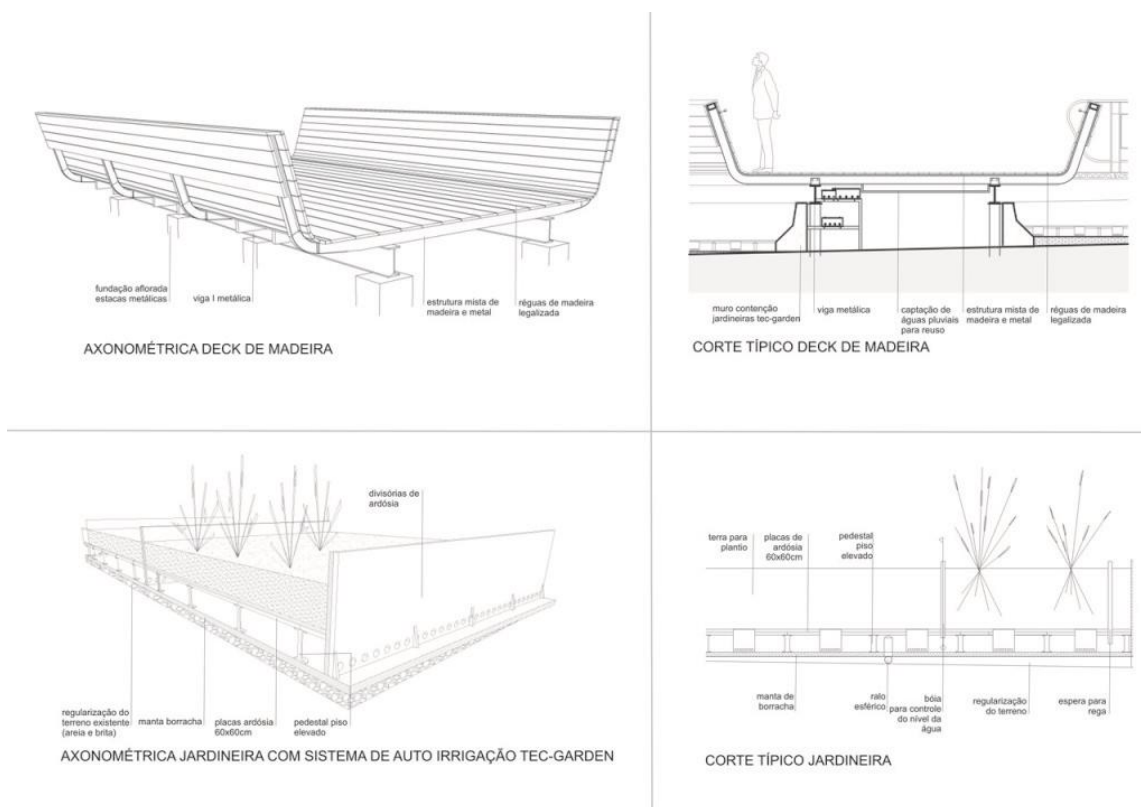 fundação aflorada
estacas metálicas
viga I metálica
estrutura mista de
madeira e metal
réguas de madeira
legalizada
AXONOMÉTRICA DECK DE MADEIRA
muro contenção
jardineiras tec-garden
viga metálica
captação de
águas pluviais
para reuso
estrutura mista de
madeira e metal
réguas de madeira
legalizada
CORTE TÍPICO DECK DE MADEIRA
divisórias de
ardósia
regularização do
terreno existente
(areia e brita)
manta borracha
placas ardósia
60x60cm
pedestal piso
elevado
AXONOMÉTRICA JARDINEIRA COM SISTEMA DE AUTO IRRIGAÇÃO TEC-GARDEN
terra para
plantio
placas de
ardósia
60x60cm
pedestal
piso
elevado
manta de
borracha
ralo
esférico
bóia
para controle
do nível da
água
regularização
do terreno
espera para
rega
CORTE TÍPICO JARDINEIRA